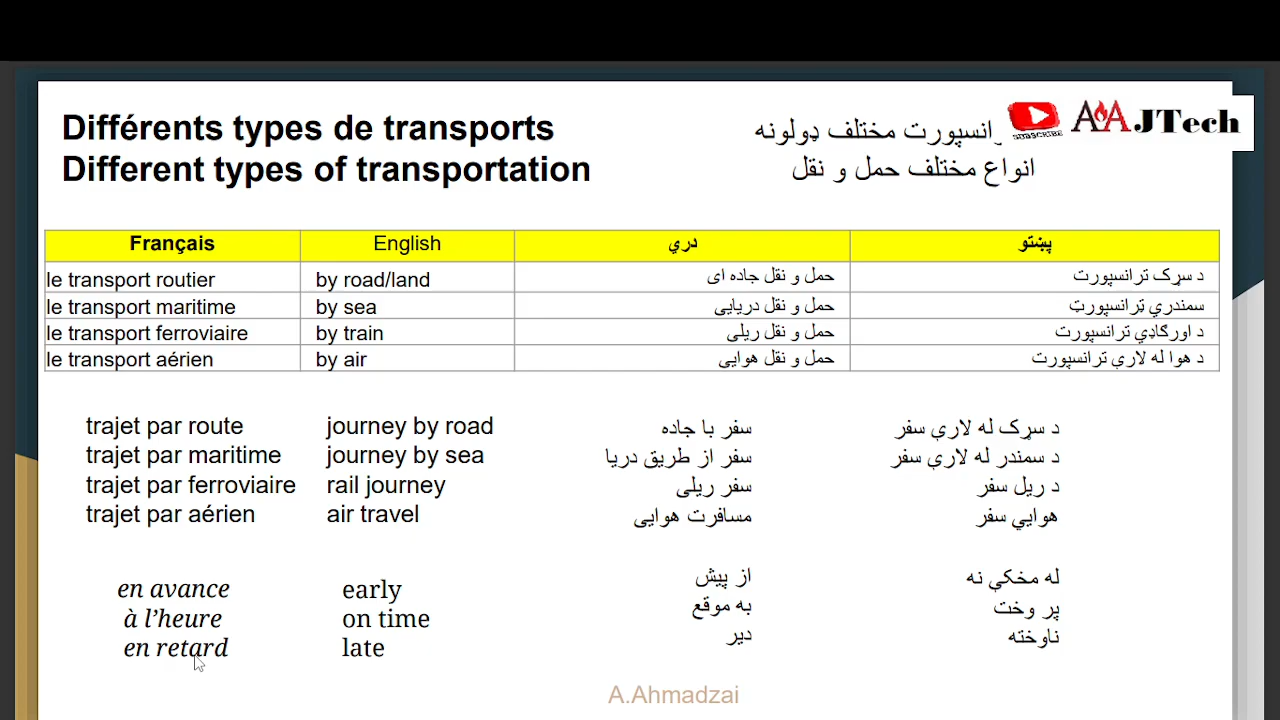 Différents types de transports
Different types of transportation
مختلف ډولونه
انواع مختلف حمل و نقل
SUBSCRIBE
JTech
Français English دري پښتو
le transport routier by road/land حمل و نقل جاده ای د سړک ترانسپورت
le transport maritime by sea حمل و نقل دریایی سمندري ټرانسپورټ
le transport ferroviaire by train حمل و نقل ریلی د اورګاډي ترانسپورت
le transport aérien by air حمل و نقل هوایی د هوا له لارې ترانسپورت
trajet par route journey by road سفر با جاده د سړک له لارې سفر
trajet par maritime journey by sea سفر از طریق دریا د سمندر له لارې سفر
trajet par ferroviaire rail journey سفر ریلی د ریل سفر
trajet par aérien air travel مسافرت هوایی هوايي سفر
en avance early از پیش له مخکې نه
à l’heure on time به موقع پر وخت
en retard late دیر ناوخته
A.Ahmadzai